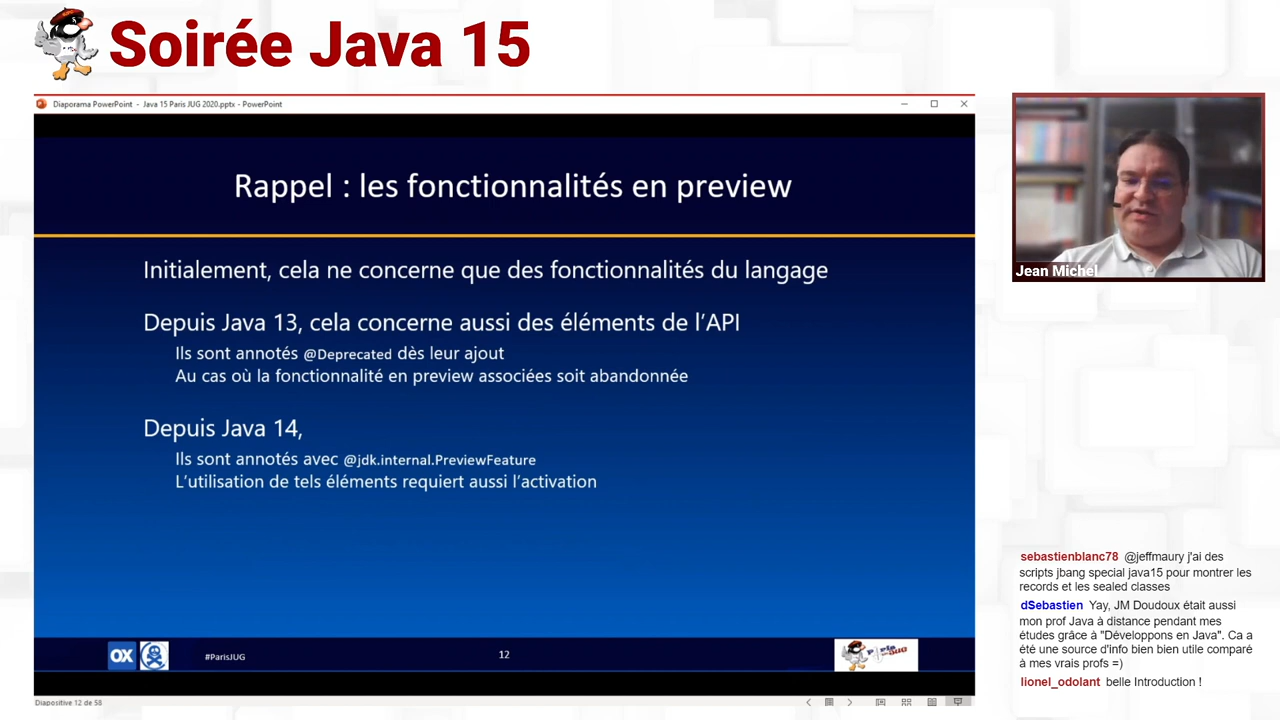 Soirée Java 15
Diaporama PowerPoint - Java 15 Paris JUG 2020.pptx - PowerPoint
Rappel : les fonctionnalités en preview
Initialement, cela ne concerne que des fonctionnalités du langage
Depuis Java 13, cela concerne aussi des éléments de l'API
Ils sont annotés @Deprecated dès leur ajout
Au cas où la fonctionnalité en preview associées soit abandonnée
Depuis Java 14,
Ils sont annotés avec @jdk.internal.PreviewFeature
L'utilisation de tels éléments requiert aussi l'activation
OX
#ParisJUG
12
Diapositive 12 de 58
Jean Michel
sebastienblanc78 @jeffmaury j'ai des
scripts jbang special java15 pour montrer les
records et les sealed classes
dSebastien Yay, JM Doudoux était aussi
mon prof Java à distance pendant mes
études grâce à "Développons en Java". Ca a
été une source d'info bien bien utile comparé
à mes vrais profs =)
lionel_odolant belle Introduction !